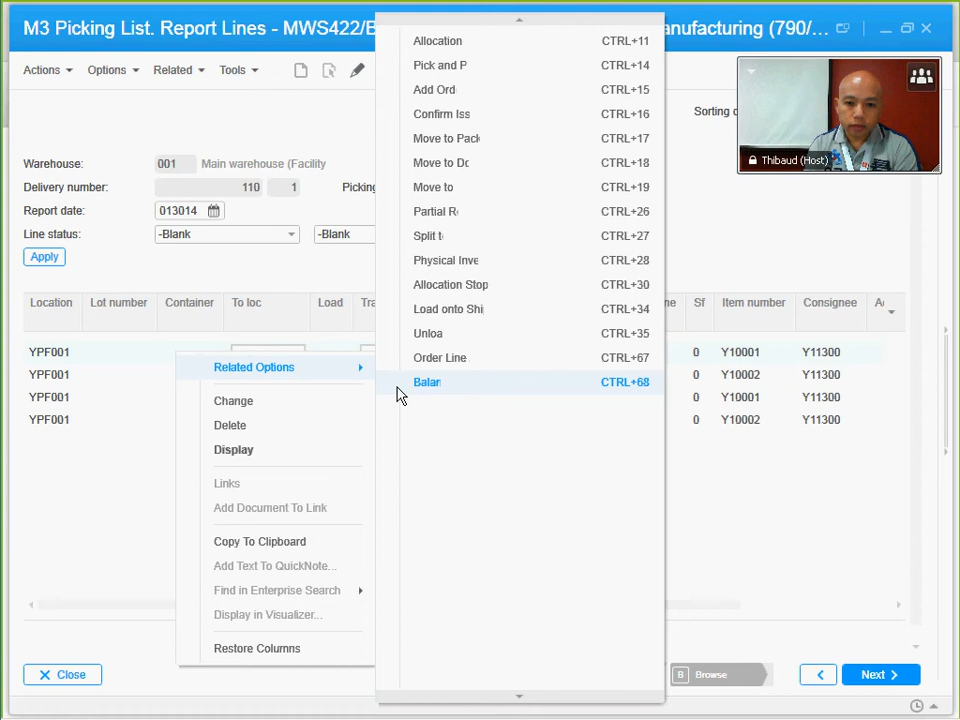 M3 Picking List. Report Lines - MWS422/B
anufacturing (790/...
Actions
Options
Related
Tools
Sorting o
Thibaud (Host)
Warehouse: 001 Main warehouse (Facility
Delivery number: 110 1 Picking
Report date: 013014
Line status: -Blank -Blank
Apply
Location Lot number Container To loc Load Tra ne Sf Item number Consignee A
YPF001 0 Y10001 Y11300
YPF001 0 Y10002 Y11300
YPF001 0 Y10001 Y11300
YPF001 0 Y10002 Y11300
Related Options
Change
Delete
Display
Links
Add Document To Link
Copy To Clipboard
Add Text To QuickNote...
Find in Enterprise Search
Display in Visualizer...
Restore Columns
Allocation CTRL+11
Pick and P CTRL+14
Add Ord CTRL+15
Confirm Iss CTRL+16
Move to Pack CTRL+17
Move to Do CTRL+18
Move to CTRL+19
Partial Re CTRL+26
Split t CTRL+27
Physical Inve CTRL+28
Allocation Stop CTRL+30
Load onto Shi CTRL+34
Unloa CTRL+35
Order Line CTRL+67
Balan CTRL+68
Close
B Browse
Next